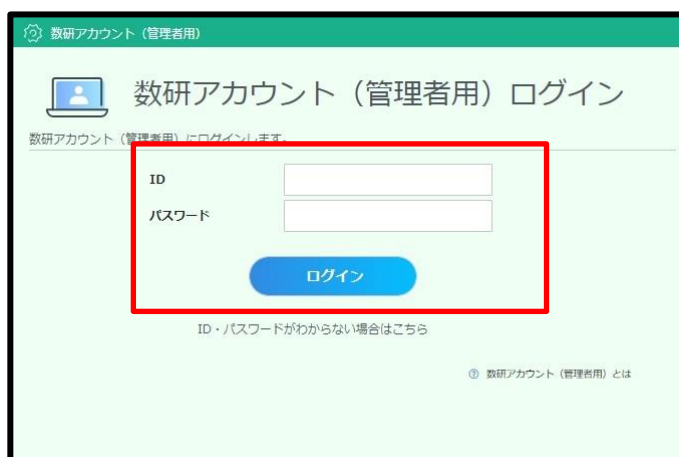 数研アカウント（管理者用）
数研アカウント（管理者用）ログイン
数研アカウント（管理者用）にログインします。
ID
パスワード
ログイン
ID・パスワードがわからない場合はこちら
? 数研アカウント（管理者用）とは